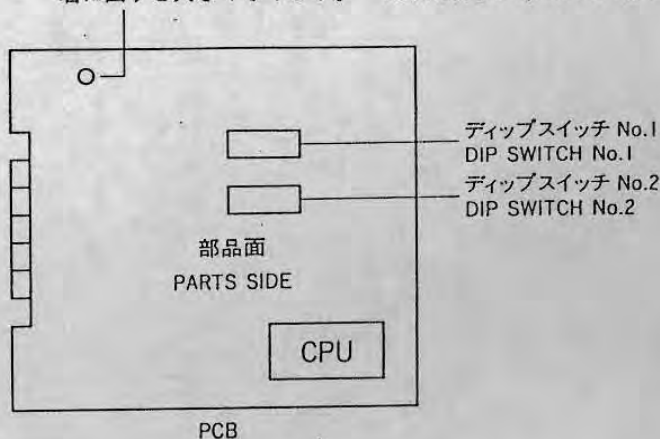 ディップスイッチ No.1
DIP SWITCH No.1
ディップスイッチ No.2
DIP SWITCH No.2
部品面
PARTS SIDE
CPU
PCB